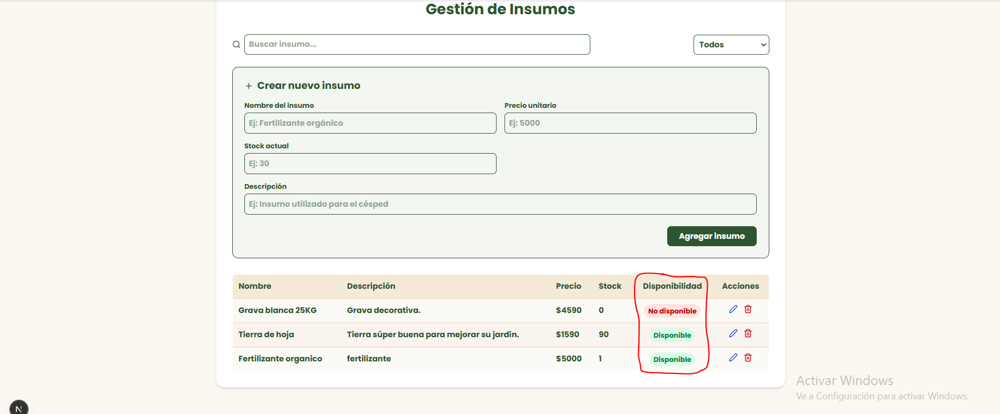 Gestión de Insumos
Buscar insumo...
Todos
+ Crear nuevo insumo
Nombre del insumo Precio unitario
Ej: Fertilizante orgánico Ej: 5000
Stock actual
Ej: 30
Descripción
Ej: Insumo utilizado para el césped
Agregar insumo
Nombre Descripción Precio Stock Disponibilidad Acciones
Grava blanca 25KG Grava decorativa. $4590 0 No disponible
Tierra de hoja Tierra súper buena para mejorar su jardín. $1590 90 Disponible
Fertilizante organico fertilizante $5000 1 Disponible
Activar Windows
Ve a Configuración para activar Windows.
N